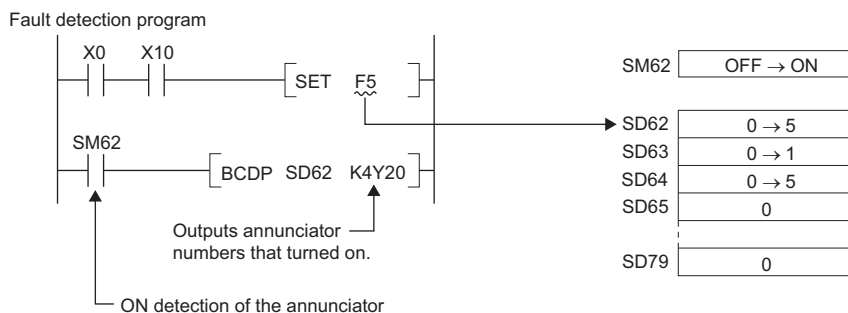 Fault detection program
X0 X10
SET F5
SM62
BCDP SD62 K4Y20
Outputs annunciator
numbers that turned on.
ON detection of the annunciator
SM62 OFF → ON
SD62 0 → 5
SD63 0 → 1
SD64 0 → 5
SD65 0
SD79 0